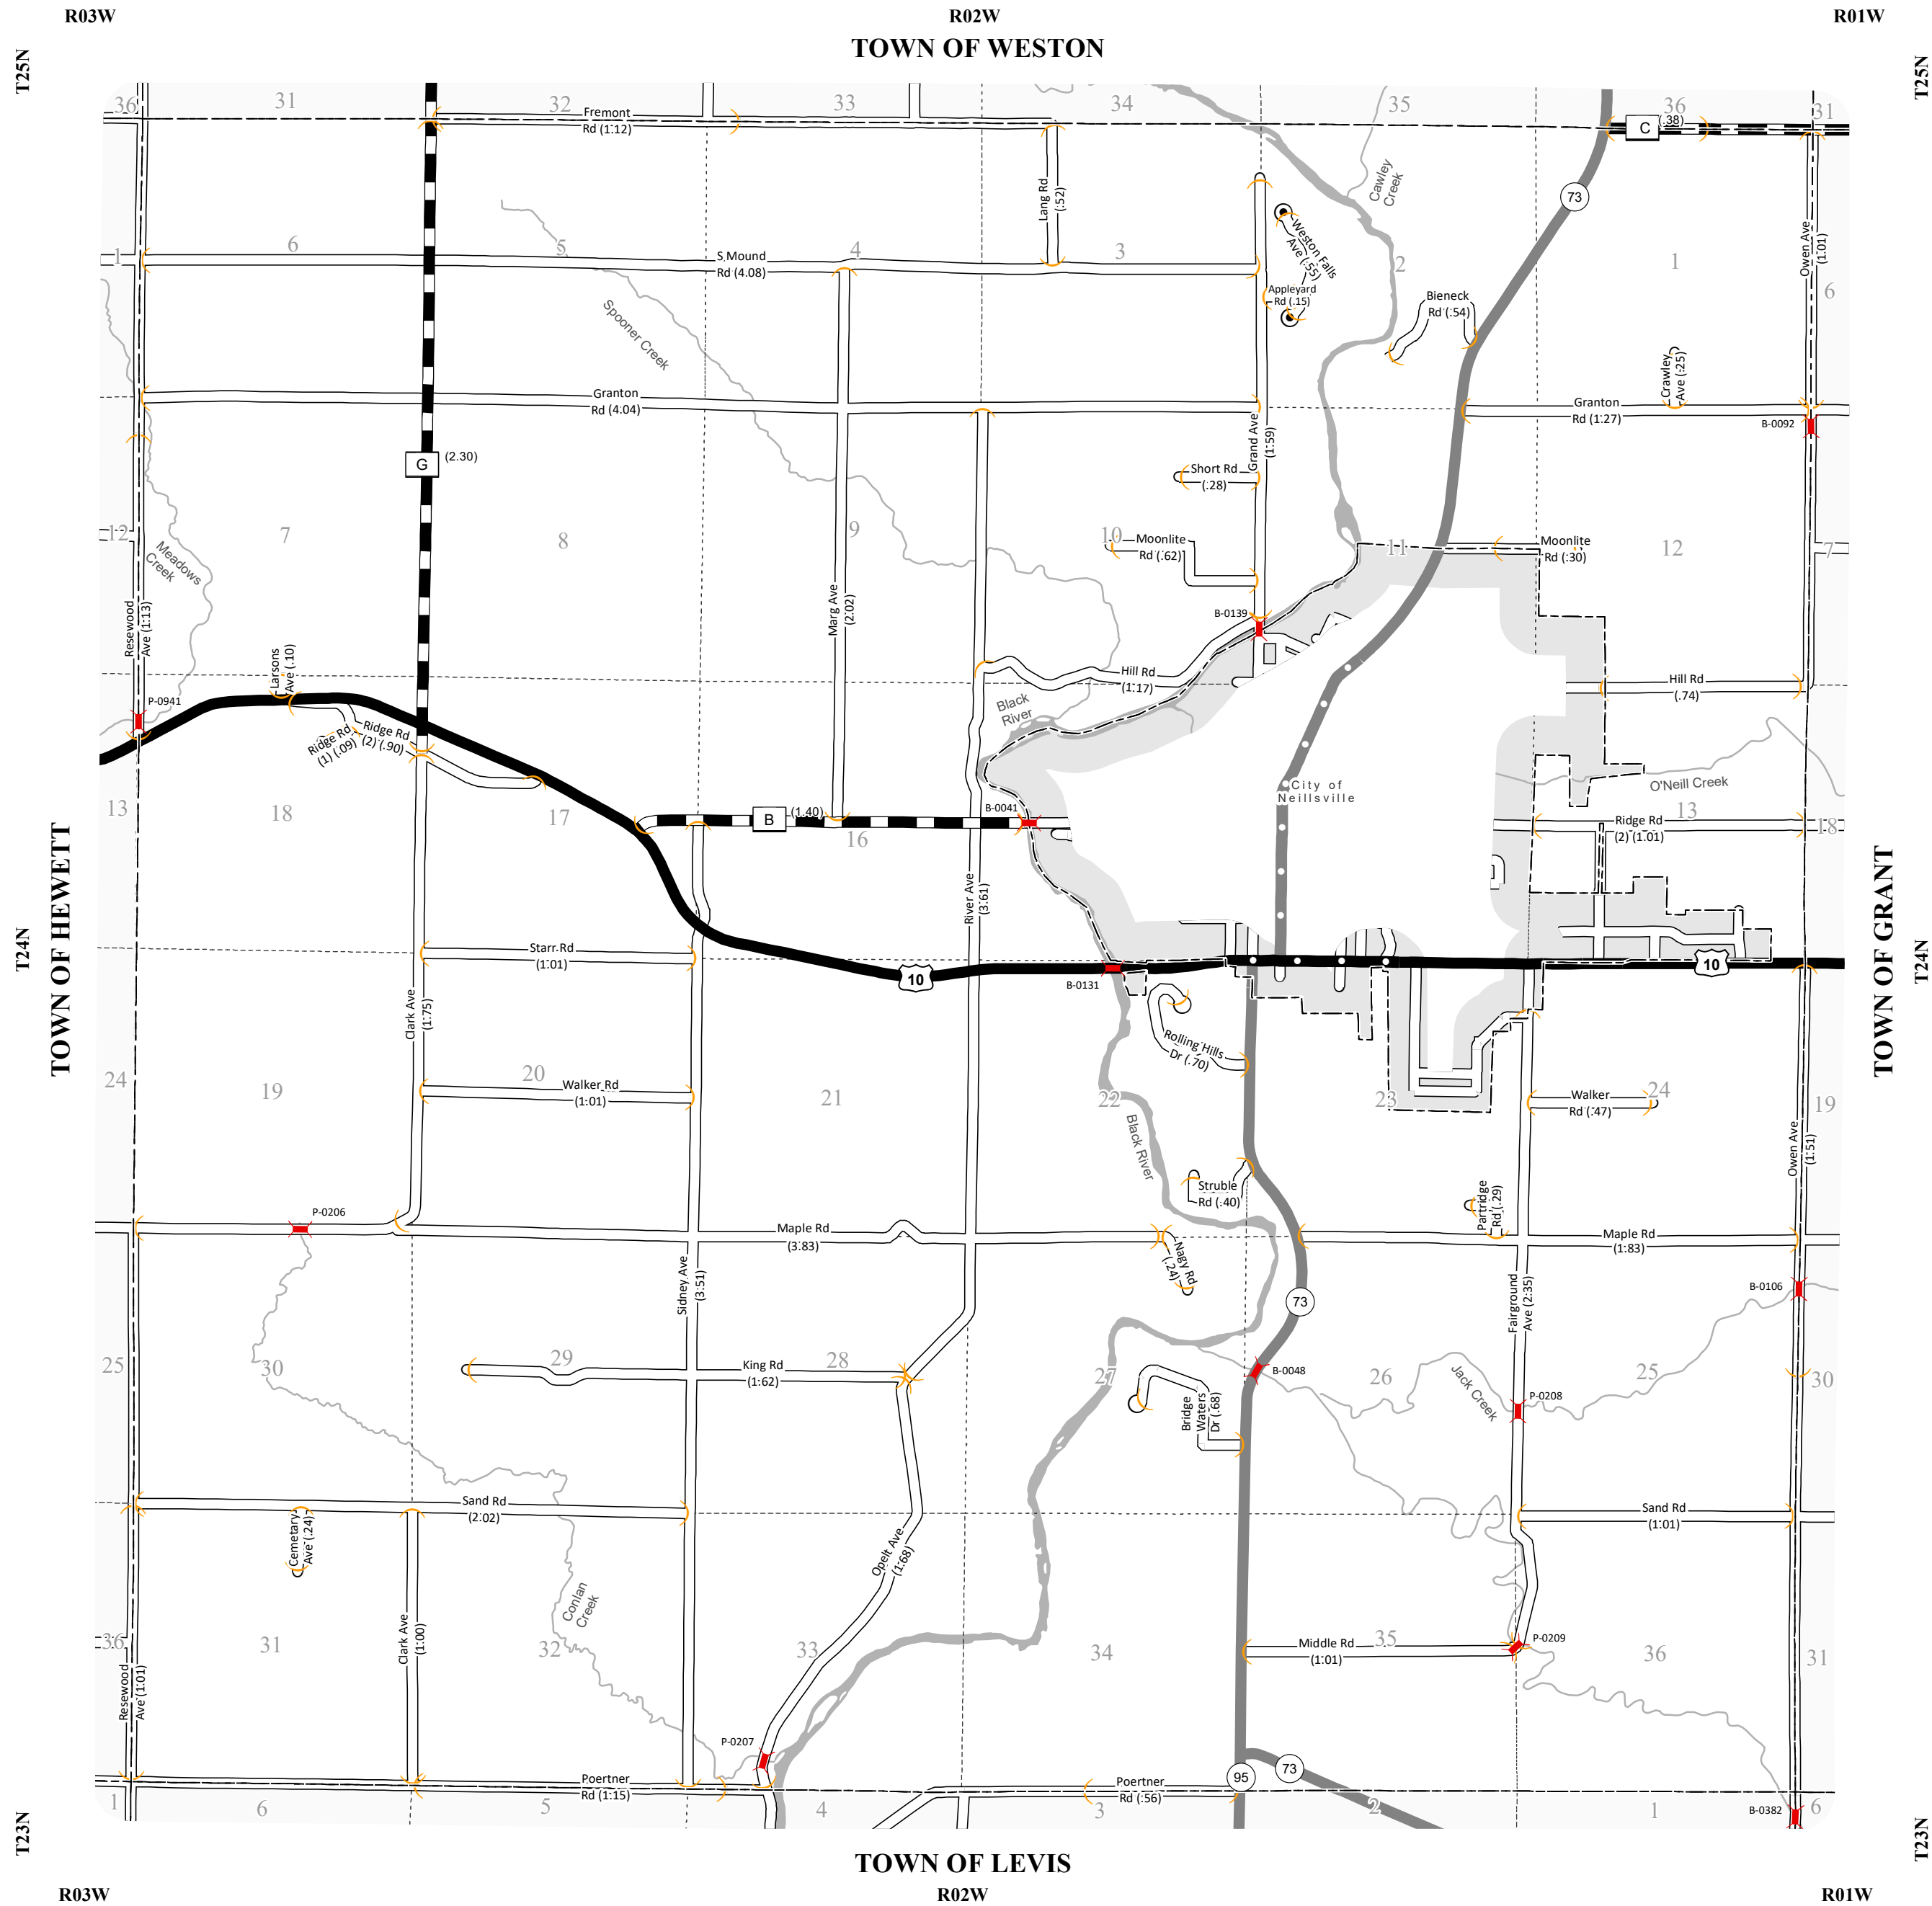 R03W
R02W
R01W
TOWN OF WESTON
T25N
T25N
36
31
32
33
34
35
36
31
Fremont
Rd (1.12)
C
(.38)
73
Cawley
Creek
Lang Rd
(.52)
Weston Falls
Ave (.55)
Owen Ave
(1.01)
1
6
5
4
3
2
1
6
S Mound
Rd (4.08)
Appleyard
Rd (.15)
Bieneck
Rd (.54)
Spooner Creek
Crawley
Ave (.25)
Granton
Rd (4.04)
Granton
Rd (1.27)
B-0092
G
(2.30)
Grand Ave
(1.59)
Short Rd
(.28)
12
7
8
9
10
11
12
7
Moonlite
Rd (.62)
Moonlite
Rd (.30)
Meadows
Creek
Rosewood
Ave (1.13)
Marg Ave
(2.02)
B-0139
Larsons
Ave (.10)
Hill Rd
(1.17)
Hill Rd
(.74)
P-0941
Black
River
Ridge Rd
(1) (.09)
Ridge Rd
(2) (.90)
City of
Neillsville
O'Neill Creek
13
18
17
16
13
18
B
(1.40)
B-0041
Ridge Rd
(2) (1.01)
TOWN OF HEWETT
TOWN OF GRANT
River Ave
(3.61)
T24N
T24N
Starr Rd
(1.01)
10
10
B-0131
Clark Ave
(1.75)
Rolling Hills
Dr (.70)
24
19
20
21
22
23
24
19
Walker Rd
(1.01)
Walker
Rd (.47)
Black River
Owen Ave
(1.51)
Struble
Rd (.40)
Partridge
Rd (.29)
P-0206
Maple Rd
(3.83)
Maple Rd
(1.83)
Nagy Rd
(.24)
Sidney Ave
(3.51)
73
Fairground
Ave (2.35)
B-0106
25
30
29
28
27
26
25
30
King Rd
(1.62)
B-0048
Jack Creek
P-0208
Bridge
Waters
Dr (.68)
Sand Rd
(2.02)
Sand Rd
(1.01)
Cemetary
Ave (.24)
Opelt Ave
(1.68)
Conlan
Creek
Clark Ave
(1.00)
36
31
32
33
34
35
36
31
Middle Rd
(1.01)
P-0209
Rosewood
Ave (1.01)
P-0207
Poertner
Rd (1.15)
Poertner
Rd (.56)
95
73
1
6
5
4
3
2
1
6
B-0382
T23N
T23N
TOWN OF LEVIS
R03W
R02W
R01W